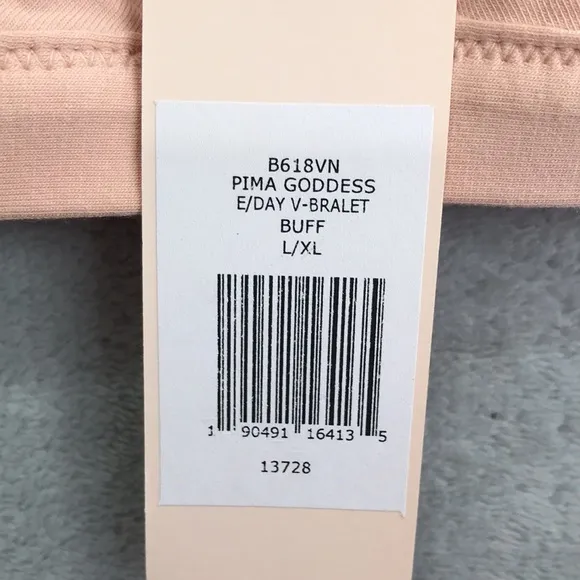 B618VN
PIMA GODDESS
E/DAY V-BRALET
BUFF
L/XL
1 90491 16413 5
13728